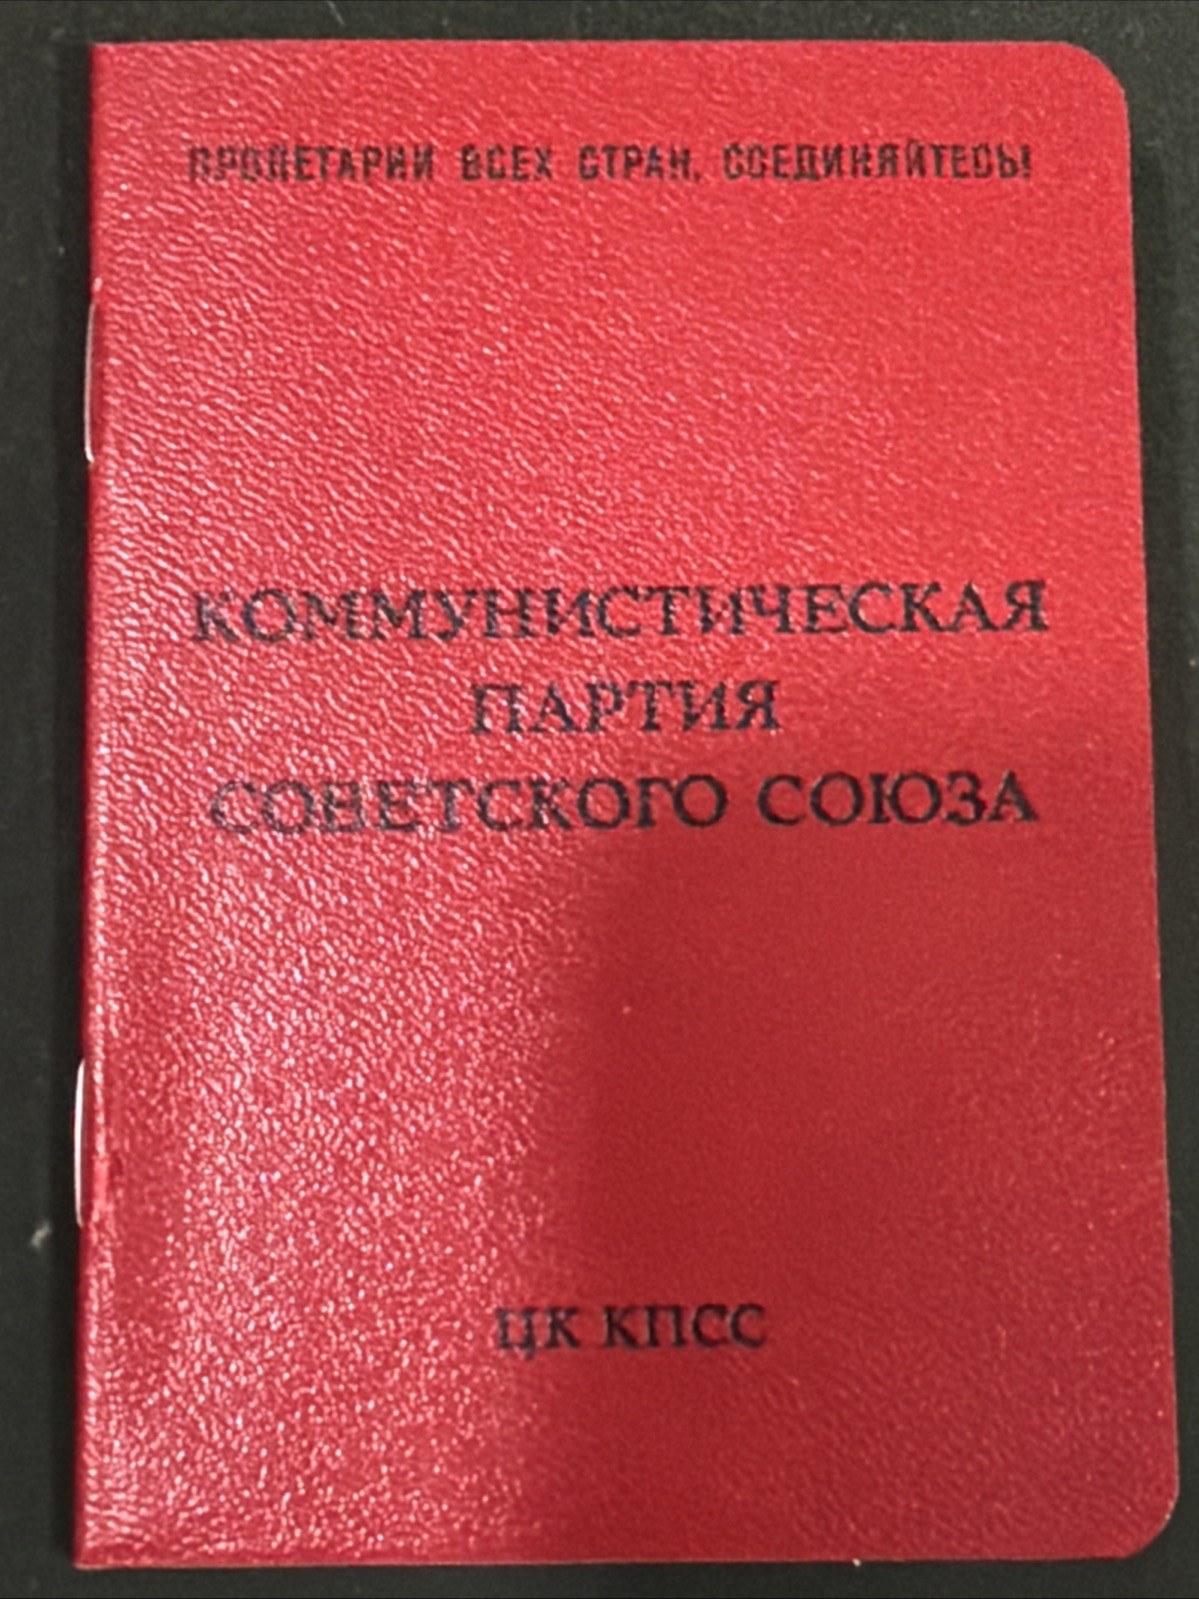 ПРОЛЕТАРИИ ВСЕХ СТРАН, СОЕДИНЯЙТЕСЬ!
КОММУНИСТИЧЕСКАЯ
ПАРТИЯ
СОВЕТСКОГО СОЮЗА
ЦК КПСС